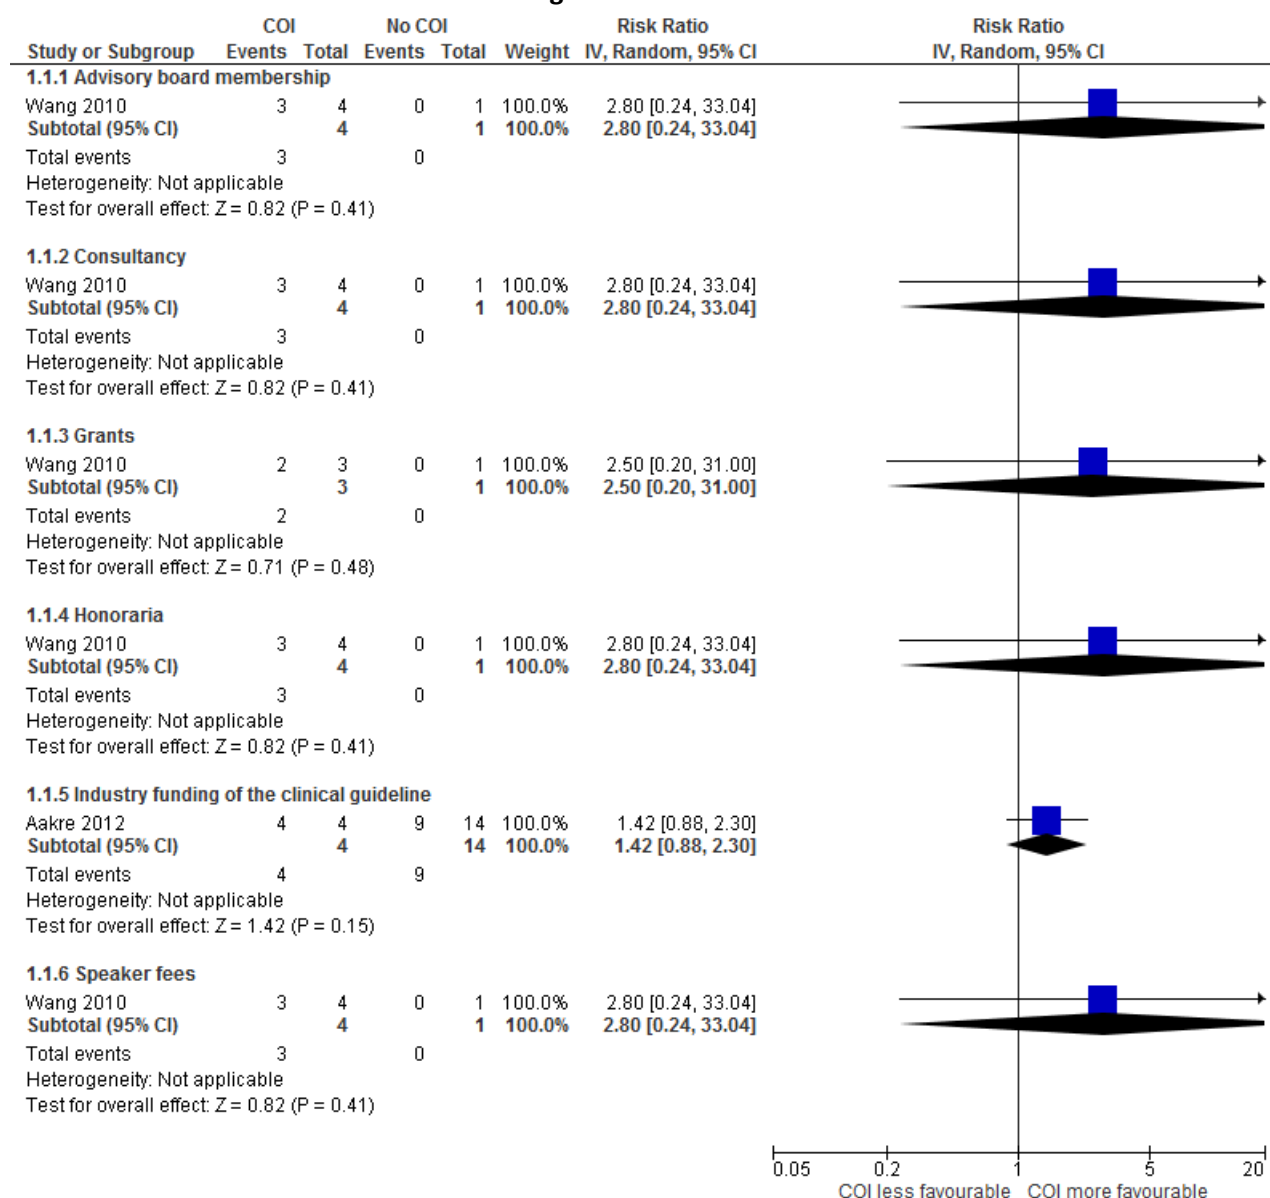 COI No COI Risk Ratio Risk Ratio
Study or Subgroup Events Total Events Total Weight IV, Random, 95% CI IV, Random, 95% CI
1.1.1 Advisory board membership
Wang 2010 3 4 0 1 100.0% 2.80 [0.24, 33.04]
Subtotal (95% CI) 4 1 100.0% 2.80 [0.24, 33.04]
Total events 3 0
Heterogeneity: Not applicable
Test for overall effect: Z = 0.82 (P = 0.41)
1.1.2 Consultancy
Wang 2010 3 4 0 1 100.0% 2.80 [0.24, 33.04]
Subtotal (95% CI) 4 1 100.0% 2.80 [0.24, 33.04]
Total events 3 0
Heterogeneity: Not applicable
Test for overall effect: Z = 0.82 (P = 0.41)
1.1.3 Grants
Wang 2010 2 3 0 1 100.0% 2.50 [0.20, 31.00]
Subtotal (95% CI) 3 1 100.0% 2.50 [0.20, 31.00]
Total events 2 0
Heterogeneity: Not applicable
Test for overall effect: Z = 0.71 (P = 0.48)
1.1.4 Honoraria
Wang 2010 3 4 0 1 100.0% 2.80 [0.24, 33.04]
Subtotal (95% CI) 4 1 100.0% 2.80 [0.24, 33.04]
Total events 3 0
Heterogeneity: Not applicable
Test for overall effect: Z = 0.82 (P = 0.41)
1.1.5 Industry funding of the clinical guideline
Aakre 2012 4 4 9 14 100.0% 1.42 [0.88, 2.30]
Subtotal (95% CI) 4 14 100.0% 1.42 [0.88, 2.30]
Total events 4 9
Heterogeneity: Not applicable
Test for overall effect: Z = 1.42 (P = 0.15)
1.1.6 Speaker fees
Wang 2010 3 4 0 1 100.0% 2.80 [0.24, 33.04]
Subtotal (95% CI) 4 1 100.0% 2.80 [0.24, 33.04]
Total events 3 0
Heterogeneity: Not applicable
Test for overall effect: Z = 0.82 (P = 0.41)
0.05 0.2 1 5 20
COI less favourable COI more favourable